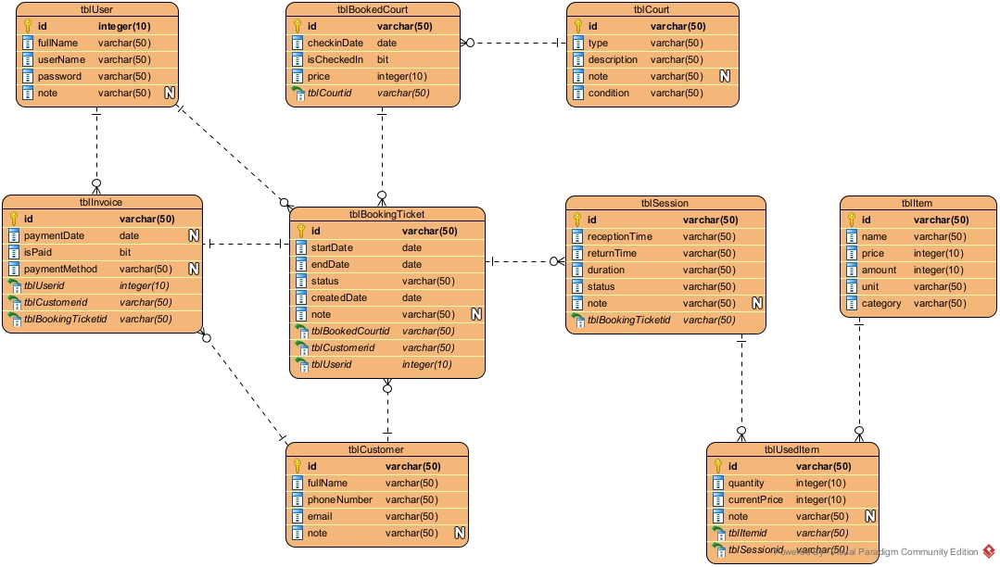 tblUser
id integer(10)
fullName varchar(50)
userName varchar(50)
password varchar(50)
note varchar(50) N
tblBookedCourt
id varchar(50)
checkinDate date
isCheckedIn bit
price integer(10)
tblCourtid varchar(50)
tblCourt
id varchar(50)
type varchar(50)
description varchar(50)
note varchar(50) N
condition varchar(50)
tblInvoice
id varchar(50)
paymentDate date N
isPaid bit
paymentMethod varchar(50) N
tblUserid integer(10)
tblCustomerid varchar(50)
tblBookingTicketid varchar(50)
tblBookingTicket
id varchar(50)
startDate date
endDate date
status varchar(50)
createdDate date
note varchar(50) N
tblBookedCourtid varchar(50)
tblCustomerid varchar(50)
tblUserid integer(10)
tblSession
id varchar(50)
receptionTime varchar(50)
returnTime varchar(50)
duration varchar(50)
status varchar(50)
note varchar(50) N
tblBookingTicketid varchar(50)
tblItem
id varchar(50)
name varchar(50)
price integer(10)
amount integer(10)
unit varchar(50)
category varchar(50)
tblCustomer
id varchar(50)
fullName varchar(50)
phoneNumber varchar(50)
email varchar(50)
note varchar(50) N
tblUsedItem
id varchar(50)
quantity integer(10)
currentPrice integer(10)
note varchar(50) N
tblItemid varchar(50)
tblSessionid varchar(50)
Powered By Visual Paradigm Community Edition